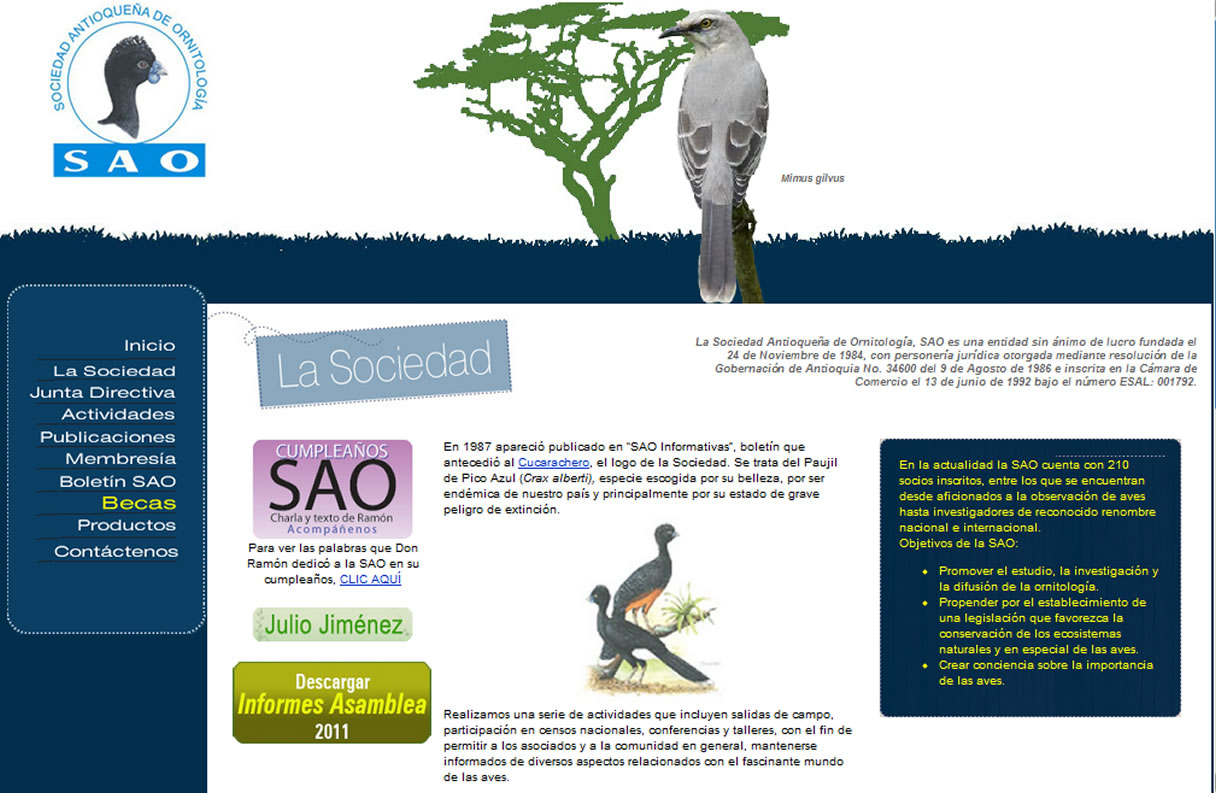 SOCIEDAD ANTIOQUEÑA DE ORNITOLOGÍA
SAO
Mimus gilvus
Inicio
La Sociedad
Junta Directiva
Actividades
Publicaciones
Membresía
Boletín SAO
Becas
Productos
Contáctenos
La Sociedad
La Sociedad Antioqueña de Ornitología, SAO es una entidad sin ánimo de lucro fundada el
24 de Noviembre de 1984, con personería jurídica otorgada mediante resolución de la
Gobernación de Antioquia No. 34600 del 9 de Agosto de 1986 e inscrita en la Cámara de
Comercio el 13 de junio de 1992 bajo el número ESAL: 001792.
CUMPLEAÑOS
SAO
Charla y texto de Ramón
Acompáñenos
Para ver las palabras que Don
Ramón dedicó a la SAO en su
cumpleaños, CLIC AQUÍ
Julio Jiménez
Descargar
Informes Asamblea
2011
En 1987 apareció publicado en “SAO Informativas”, boletín que
antecedió al Cucarachero, el logo de la Sociedad. Se trata del Paujil
de Pico Azul (Crax alberti), especie escogida por su belleza, por ser
endémica de nuestro país y principalmente por su estado de grave
peligro de extinción.
Realizamos una serie de actividades que incluyen salidas de campo,
participación en censos nacionales, conferencias y talleres, con el fin de
permitir a los asociados y a la comunidad en general, mantenerse
informados de diversos aspectos relacionados con el fascinante mundo
de las aves.
En la actualidad la SAO cuenta con 210
socios inscritos, entre los que se encuentran
desde aficionados a la observación de aves
hasta investigadores de reconocido renombre
nacional e internacional.
Objetivos de la SAO:
• Promover el estudio, la investigación y
la difusión de la ornitología.
• Propender por el establecimiento de
una legislación que favorezca la
conservación de los ecosistemas
naturales y en especial de las aves.
• Crear conciencia sobre la importancia
de las aves.